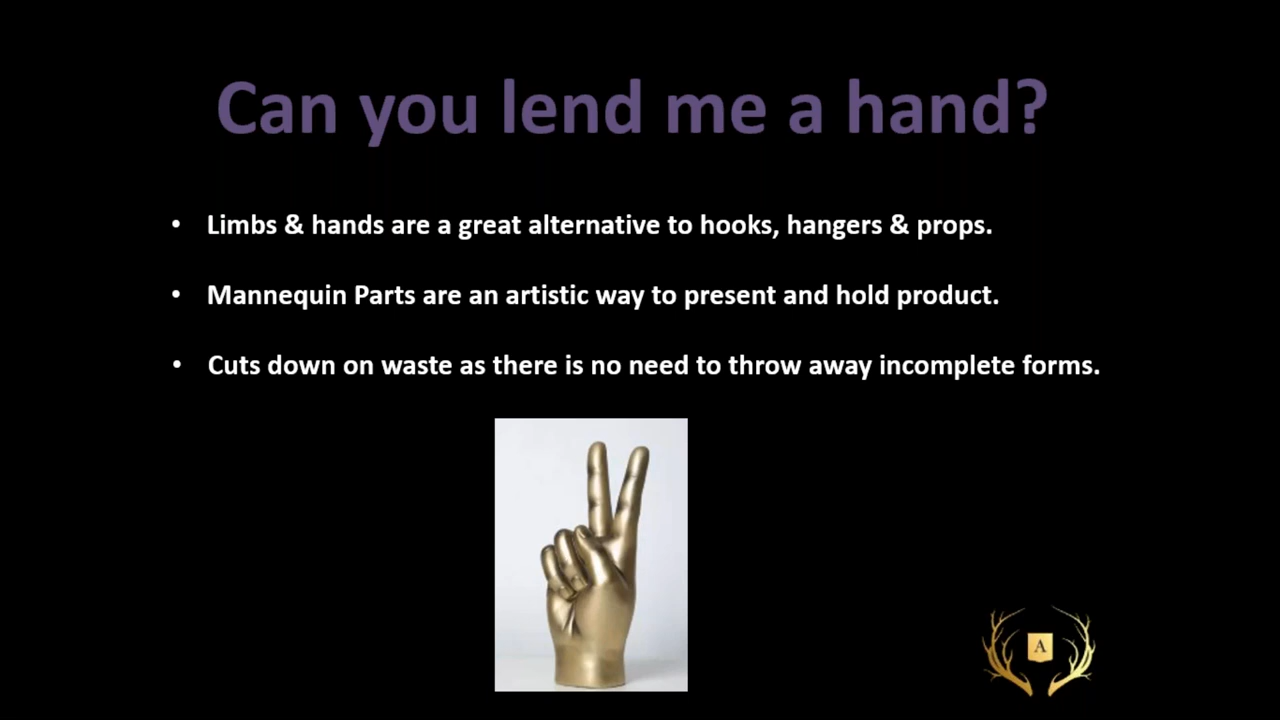 Can you lend me a hand?
• Limbs & hands are a great alternative to hooks, hangers & props.
• Mannequin Parts are an artistic way to present and hold product.
• Cuts down on waste as there is no need to throw away incomplete forms.
A